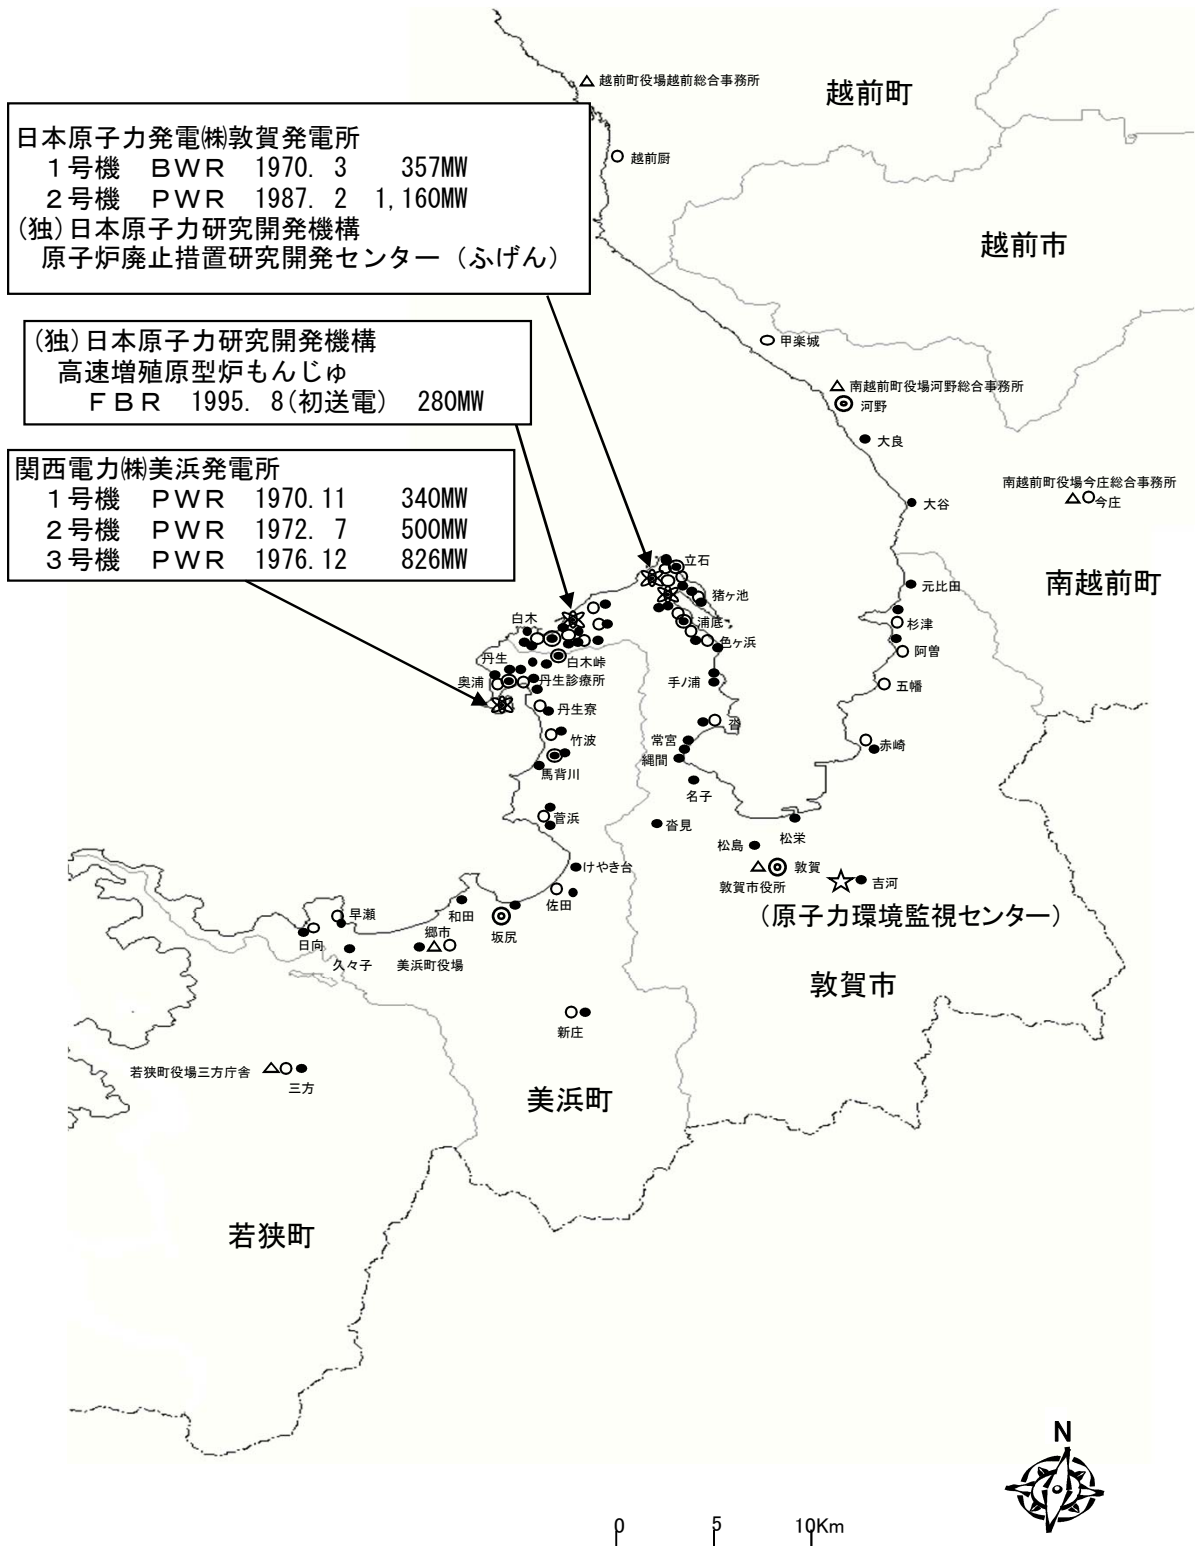 越前町役場越前総合事務所
越前町
日本原子力発電㈱敦賀発電所
1号機 BWR 1970. 3 357MW
2号機 PWR 1987. 2 1,160MW
(独)日本原子力研究開発機構
原子炉廃止措置研究開発センター（ふげん）
越前厨
越前市
(独)日本原子力研究開発機構
高速増殖原型炉もんじゅ
FBR 1995. 8(初送電) 280MW
甲楽城
南越前町役場河野総合事務所
河野
大良
関西電力㈱美浜発電所
1号機 PWR 1970.11 340MW
2号機 PWR 1972. 7 500MW
3号機 PWR 1976.12 826MW
南越前町役場今庄総合事務所
今庄
大谷
立石
南越前町
元比田
猪ヶ池
白木
浦底
杉津
色ヶ浜
阿曽
丹生
白木峠
奥浦
丹生診療所
手ノ浦
五幡
丹生寮
沓
竹波
常宮
赤崎
縄間
馬背川
名子
菅浜
沓見
松栄
松島
けやき台
敦賀
敦賀市役所
吉河
佐田
(原子力環境監視センター)
早瀬
和田
坂尻
郷市
日向
久々子
美浜町役場
敦賀市
新庄
若狭町役場三方庁舎
三方
美浜町
若狭町
N
0 5 10Km